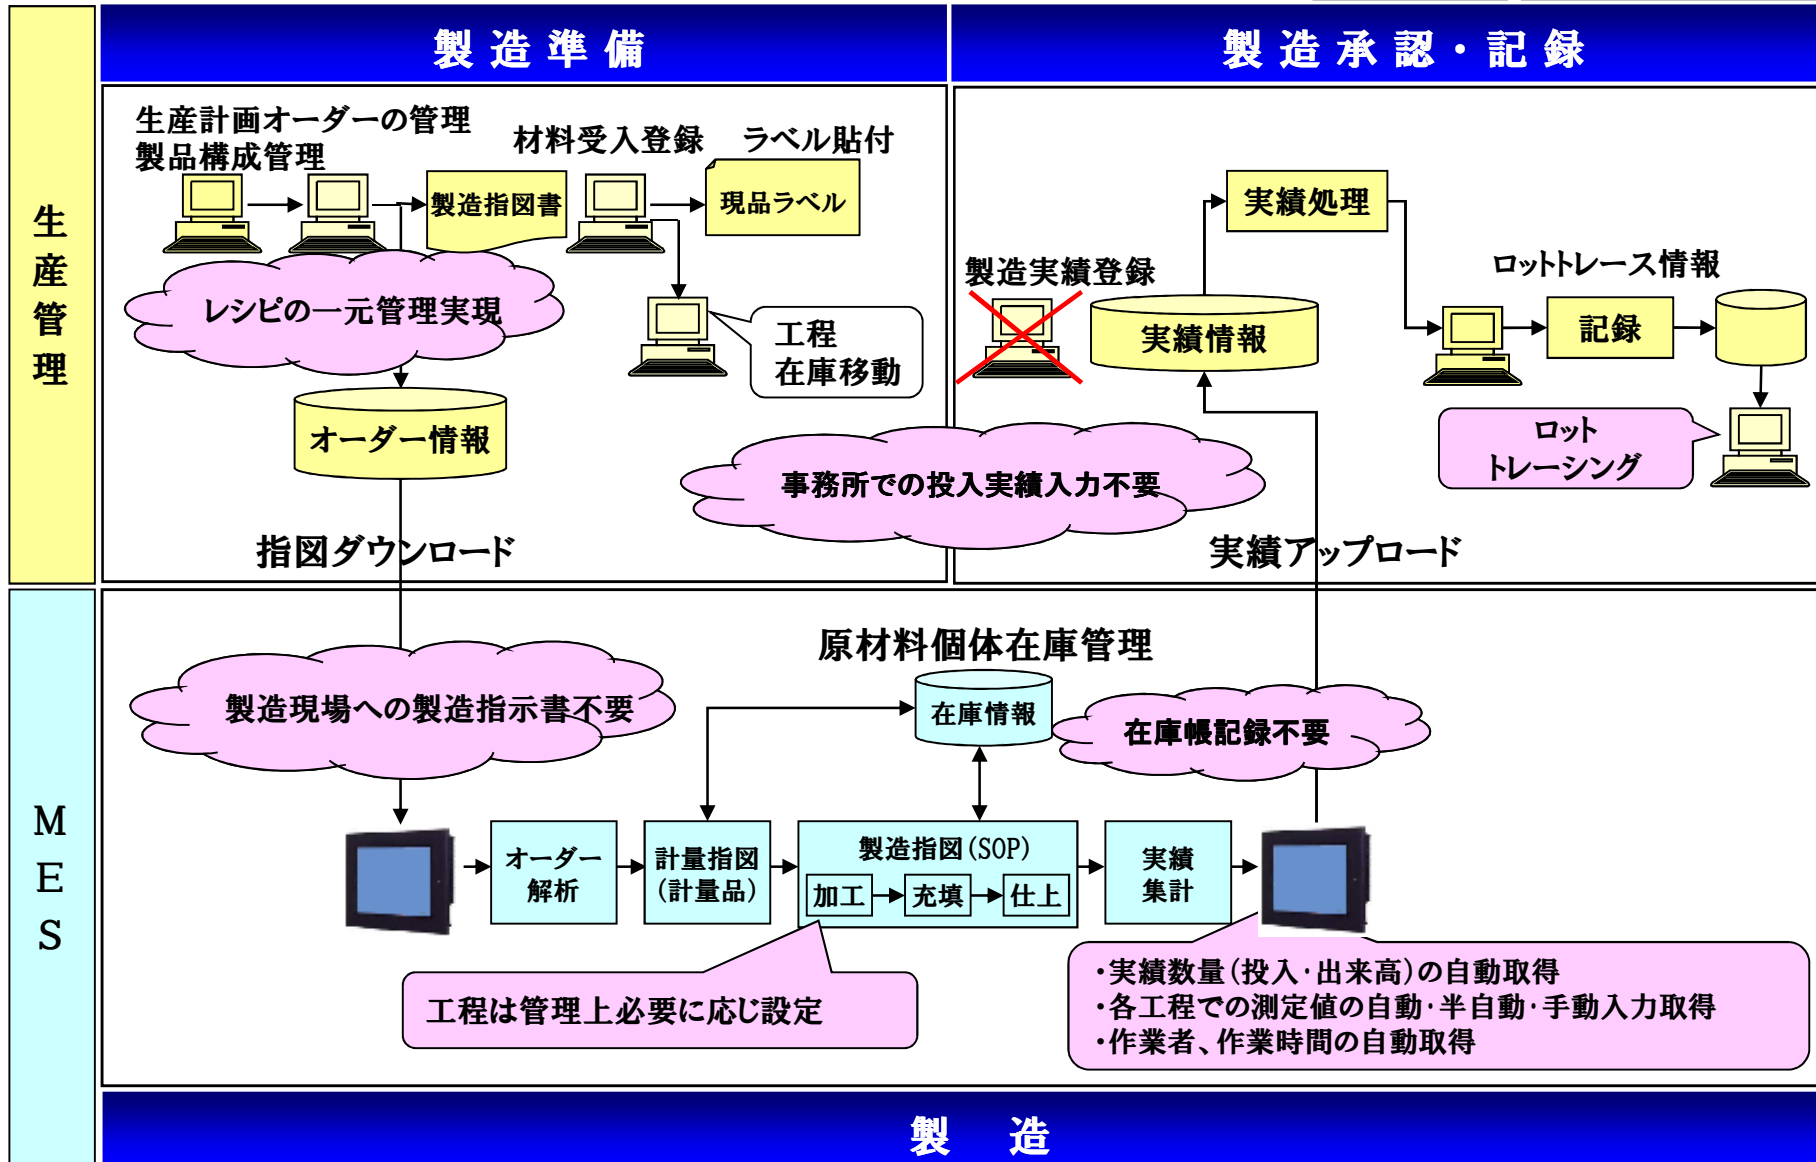 製造準備
製造承認・記録
生産管理
生産計画オーダーの管理
製品構成管理
材料受入登録
ラベル貼付
製造指図書
現品ラベル
レシピの一元管理実現
工程
在庫移動
オーダー情報
指図ダウンロード
製造実績登録
実績情報
実績処理
ロットトレース情報
記録
ロット
トレーシング
事務所での投入実績入力不要
実績アップロード
MES
製造現場への製造指示書不要
原材料個体在庫管理
在庫情報
在庫帳記録不要
オーダー
解析
計量指図
(計量品)
製造指図(SOP)
加工
充填
仕上
実績
集計
工程は管理上必要に応じ設定
・実績数量(投入・出来高)の自動取得
・各工程での測定値の自動・半自動・手動入力取得
・作業者、作業時間の自動取得
製造